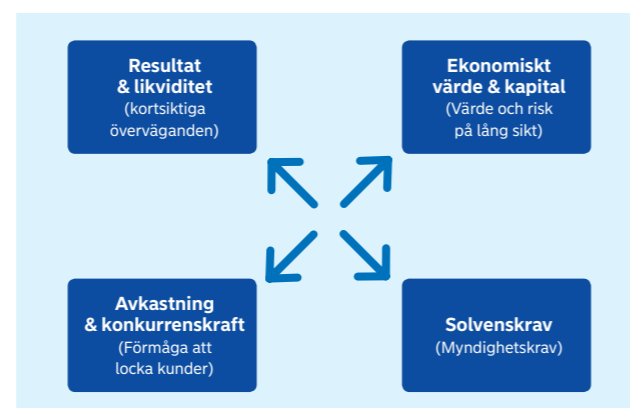 Resultat
& likviditet
(kortsiktiga
överväganden)
Ekonomiskt
värde & kapital
(Värde och risk
på lång sikt)
Avkastning
& konkurrenskraft
(Förmåga att
locka kunder)
Solvenskrav
(Myndighetskrav)